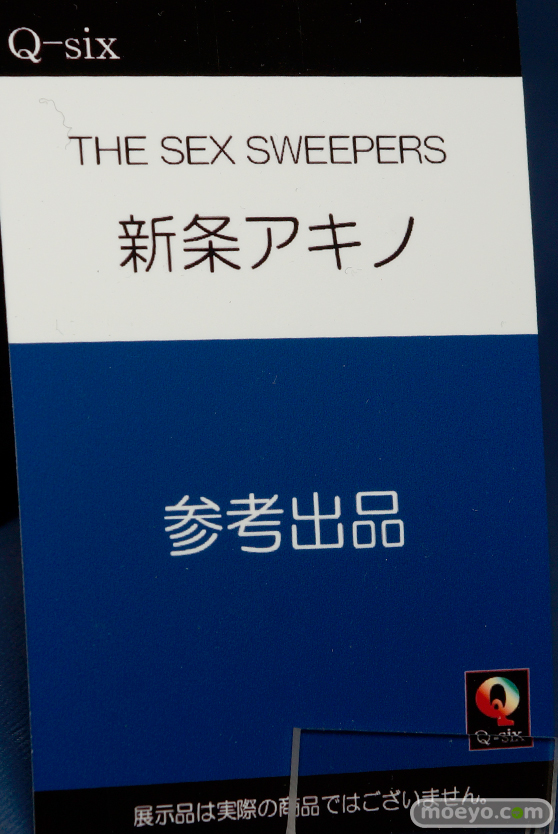 Q-six
THE SEX SWEEPERS
新条アキノ
参考出品
Q-six
展示品は実際の商品ではございません。
moeyo.com